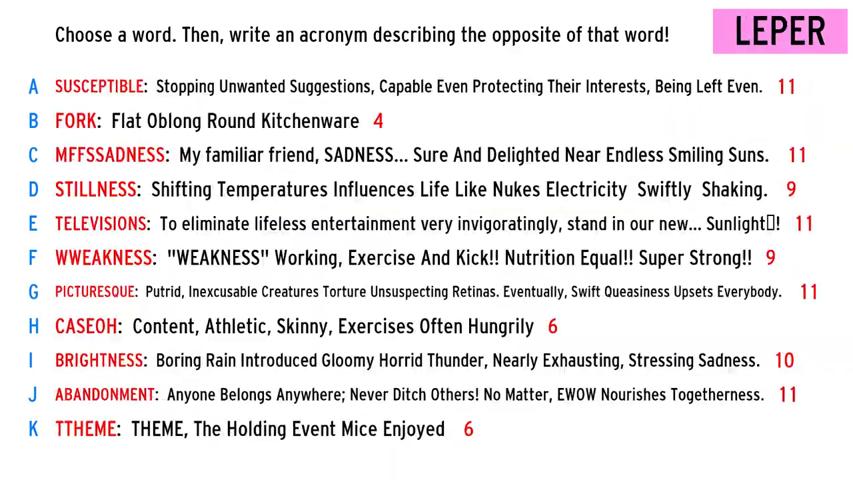 Choose a word. Then, write an acronym describing the opposite of that word!
LEPER
A SUSCEPTIBLE: Stopping Unwanted Suggestions, Capable Even Protecting Their Interests, Being Left Even. 11
B FORK: Flat Oblong Round Kitchenware 4
C MFFSSADNESS: My familiar friend, SADNESS... Sure And Delighted Near Endless Smiling Suns. 11
D STILLNESS: Shifting Temperatures Influences Life Like Nukes Electricity Swiftly Shaking. 9
E TELEVISIONS: To eliminate lifeless entertainment very invigoratingly, stand in our new... Sunlight▯! 11
F WWEAKNESS: "WEAKNESS" Working, Exercise And Kick!! Nutrition Equal!! Super Strong!! 9
G PICTURESQUE: Putrid, Inexcusable Creatures Torture Unsuspecting Retinas. Eventually, Swift Queasiness Upsets Everybody. 11
H CASEOH: Content, Athletic, Skinny, Exercises Often Hungrily 6
I BRIGHTNESS: Boring Rain Introduced Gloomy Horrid Thunder, Nearly Exhausting, Stressing Sadness. 10
J ABANDONMENT: Anyone Belongs Anywhere; Never Ditch Others! No Matter, EWOW Nourishes Togetherness. 11
K TTHEME: THEME, The Holding Event Mice Enjoyed 6